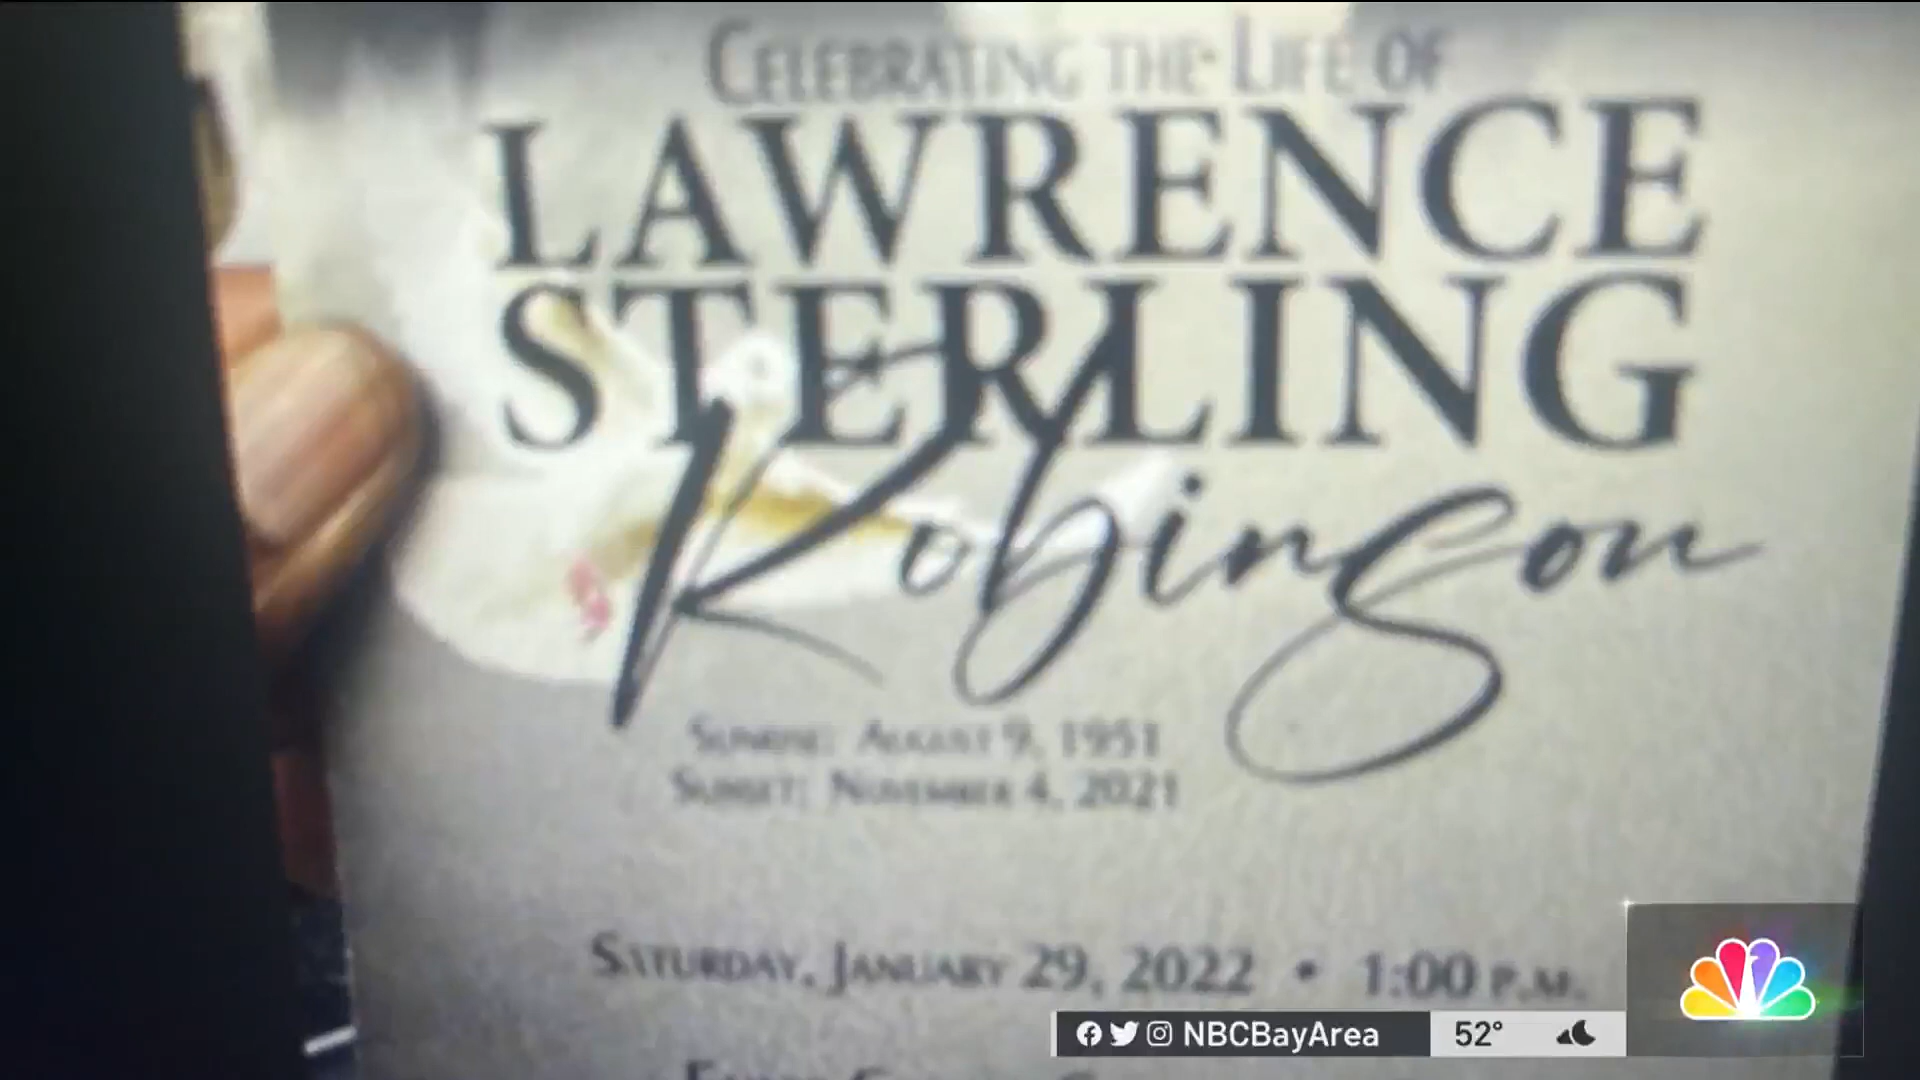 CELEBRATING THE LIFE OF
LAWRENCE
STERLING
Robinson
SUNRISE: AUGUST 9, 1951
SUNSET: NOVEMBER 4, 2021
SATURDAY, JANUARY 29, 2022 • 1:00 P.M.
NBCBayArea 52°